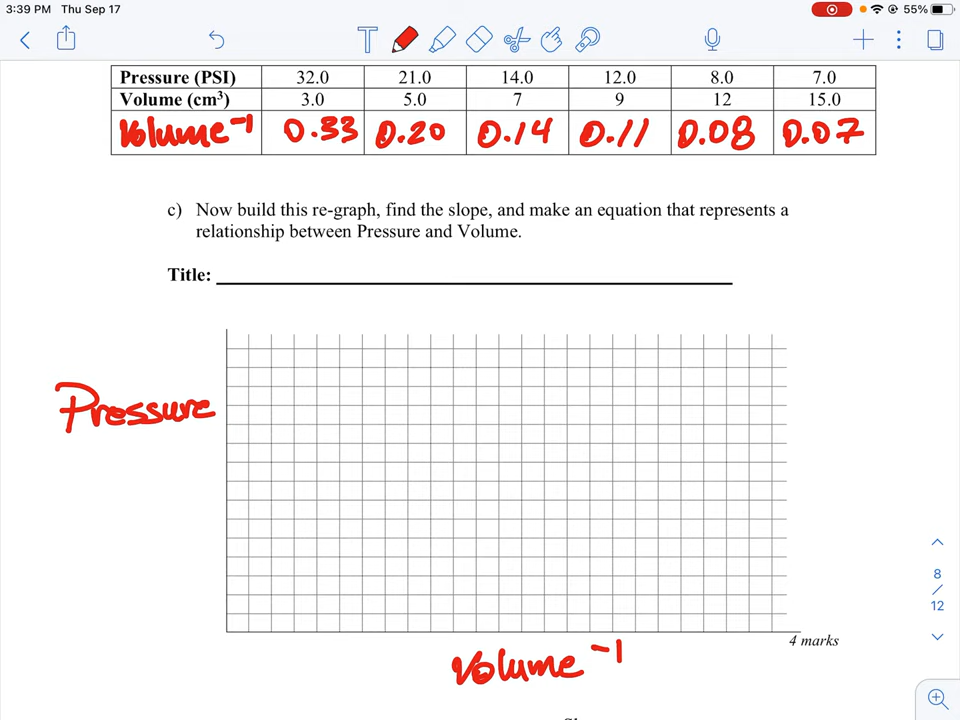 3:39 PM Thu Sep 17 55%
T
Pressure (PSI) 32.0 21.0 14.0 12.0 8.0 7.0
Volume (cm³) 3.0 5.0 7 9 12 15.0
Volume⁻¹ 0.33 0.20 0.14 0.11 0.08 0.07
c) Now build this re-graph, find the slope, and make an equation that represents a
relationship between Pressure and Volume.
Title:
Pressure
8
/
12
4 marks
Volume⁻¹